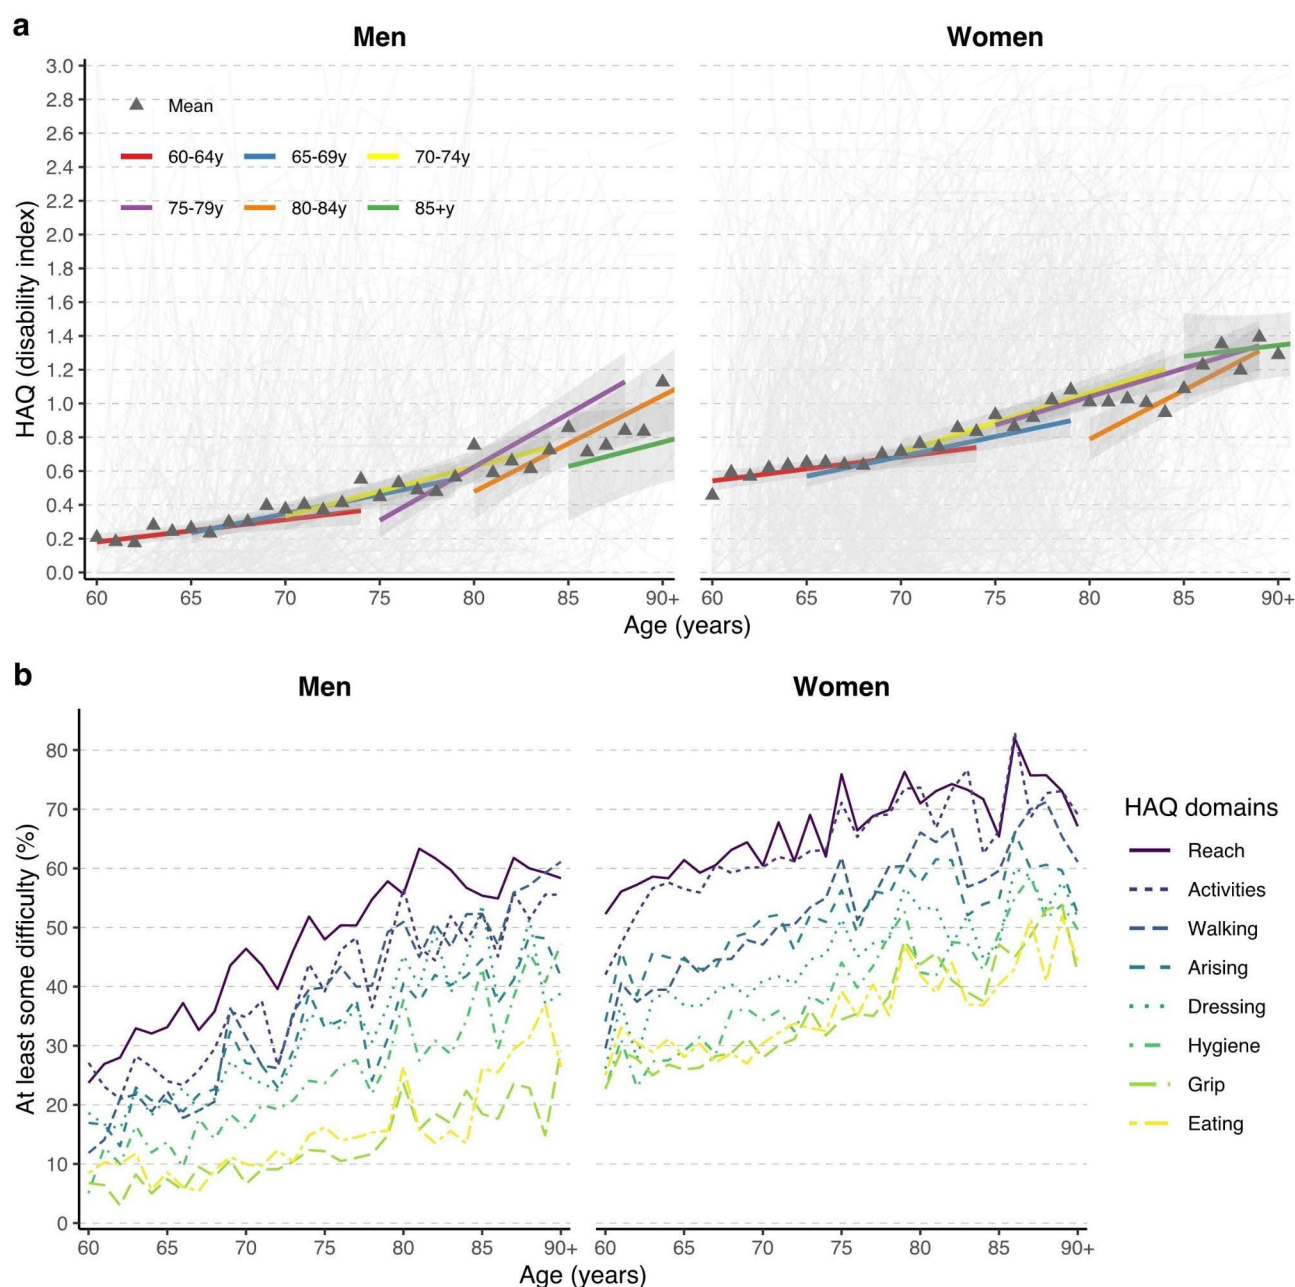 a
Men
Women
HAQ (disability index)
3.0
2.8
2.6
2.4
2.2
2.0
1.8
1.6
1.4
1.2
1.0
0.8
0.6
0.4
0.2
0.0
Mean
60-64y 65-69y 70-74y
75-79y 80-84y 85+y
60 65 70 75 80 85 90+
60 65 70 75 80 85 90+
Age (years)
b
Men
Women
At least some difficulty (%)
80
70
60
50
40
30
20
10
0
60 65 70 75 80 85 90+
60 65 70 75 80 85 90+
Age (years)
HAQ domains
Reach
Activities
Walking
Arising
Dressing
Hygiene
Grip
Eating